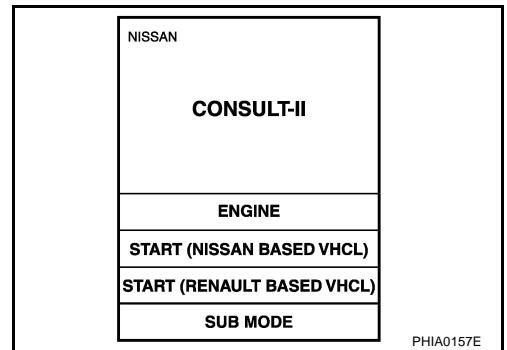 NISSAN
CONSULT-II
ENGINE
START (NISSAN BASED VHCL)
START (RENAULT BASED VHCL)
SUB MODE
PHIA0157E